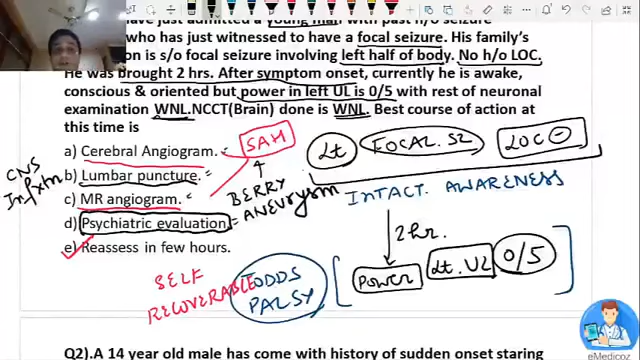 have just admitted a young man with past h/o seizure
who has just witnessed to have a focal seizure. His family's
is s/o focal seizure involving left half of body. No h/o LOC.
He was brought 2 hrs. After symptom onset, currently he is awake,
conscious & oriented but power in left UL is 0/5 with rest of neuronal
examination WNL.NCCT(Brain) done is WNL. Best course of action at
this time is
a) Cerebral Angiogram.
b) Lumbar puncture.
c) MR angiogram.
d) Psychiatric evaluation
e) Reassess in few hours.
CNS
Infxtn
SAH
BERRY
ANEURYSM
Lt
FOCAL. SZ
LOC ⊖
INTACT. AWARENESS
2hr.
POWER
Lt. UL
0/5
SELF
RECOVERABLE
TODDS
PALSY
eMedicoz
Q2).A 14 year old male has come with history of sudden onset staring